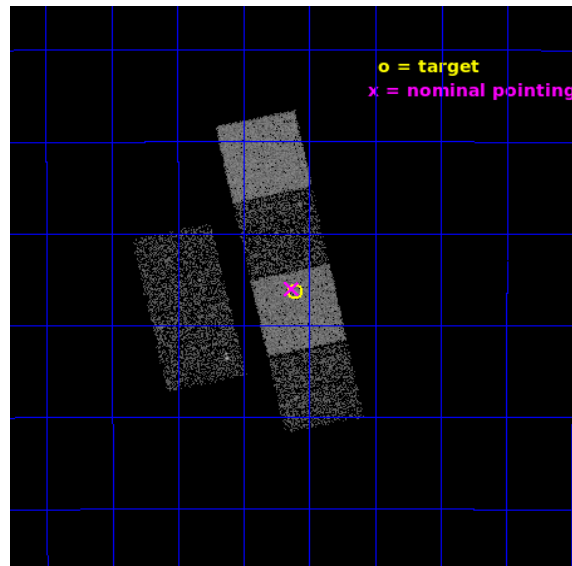 o = target
x = nominal pointing